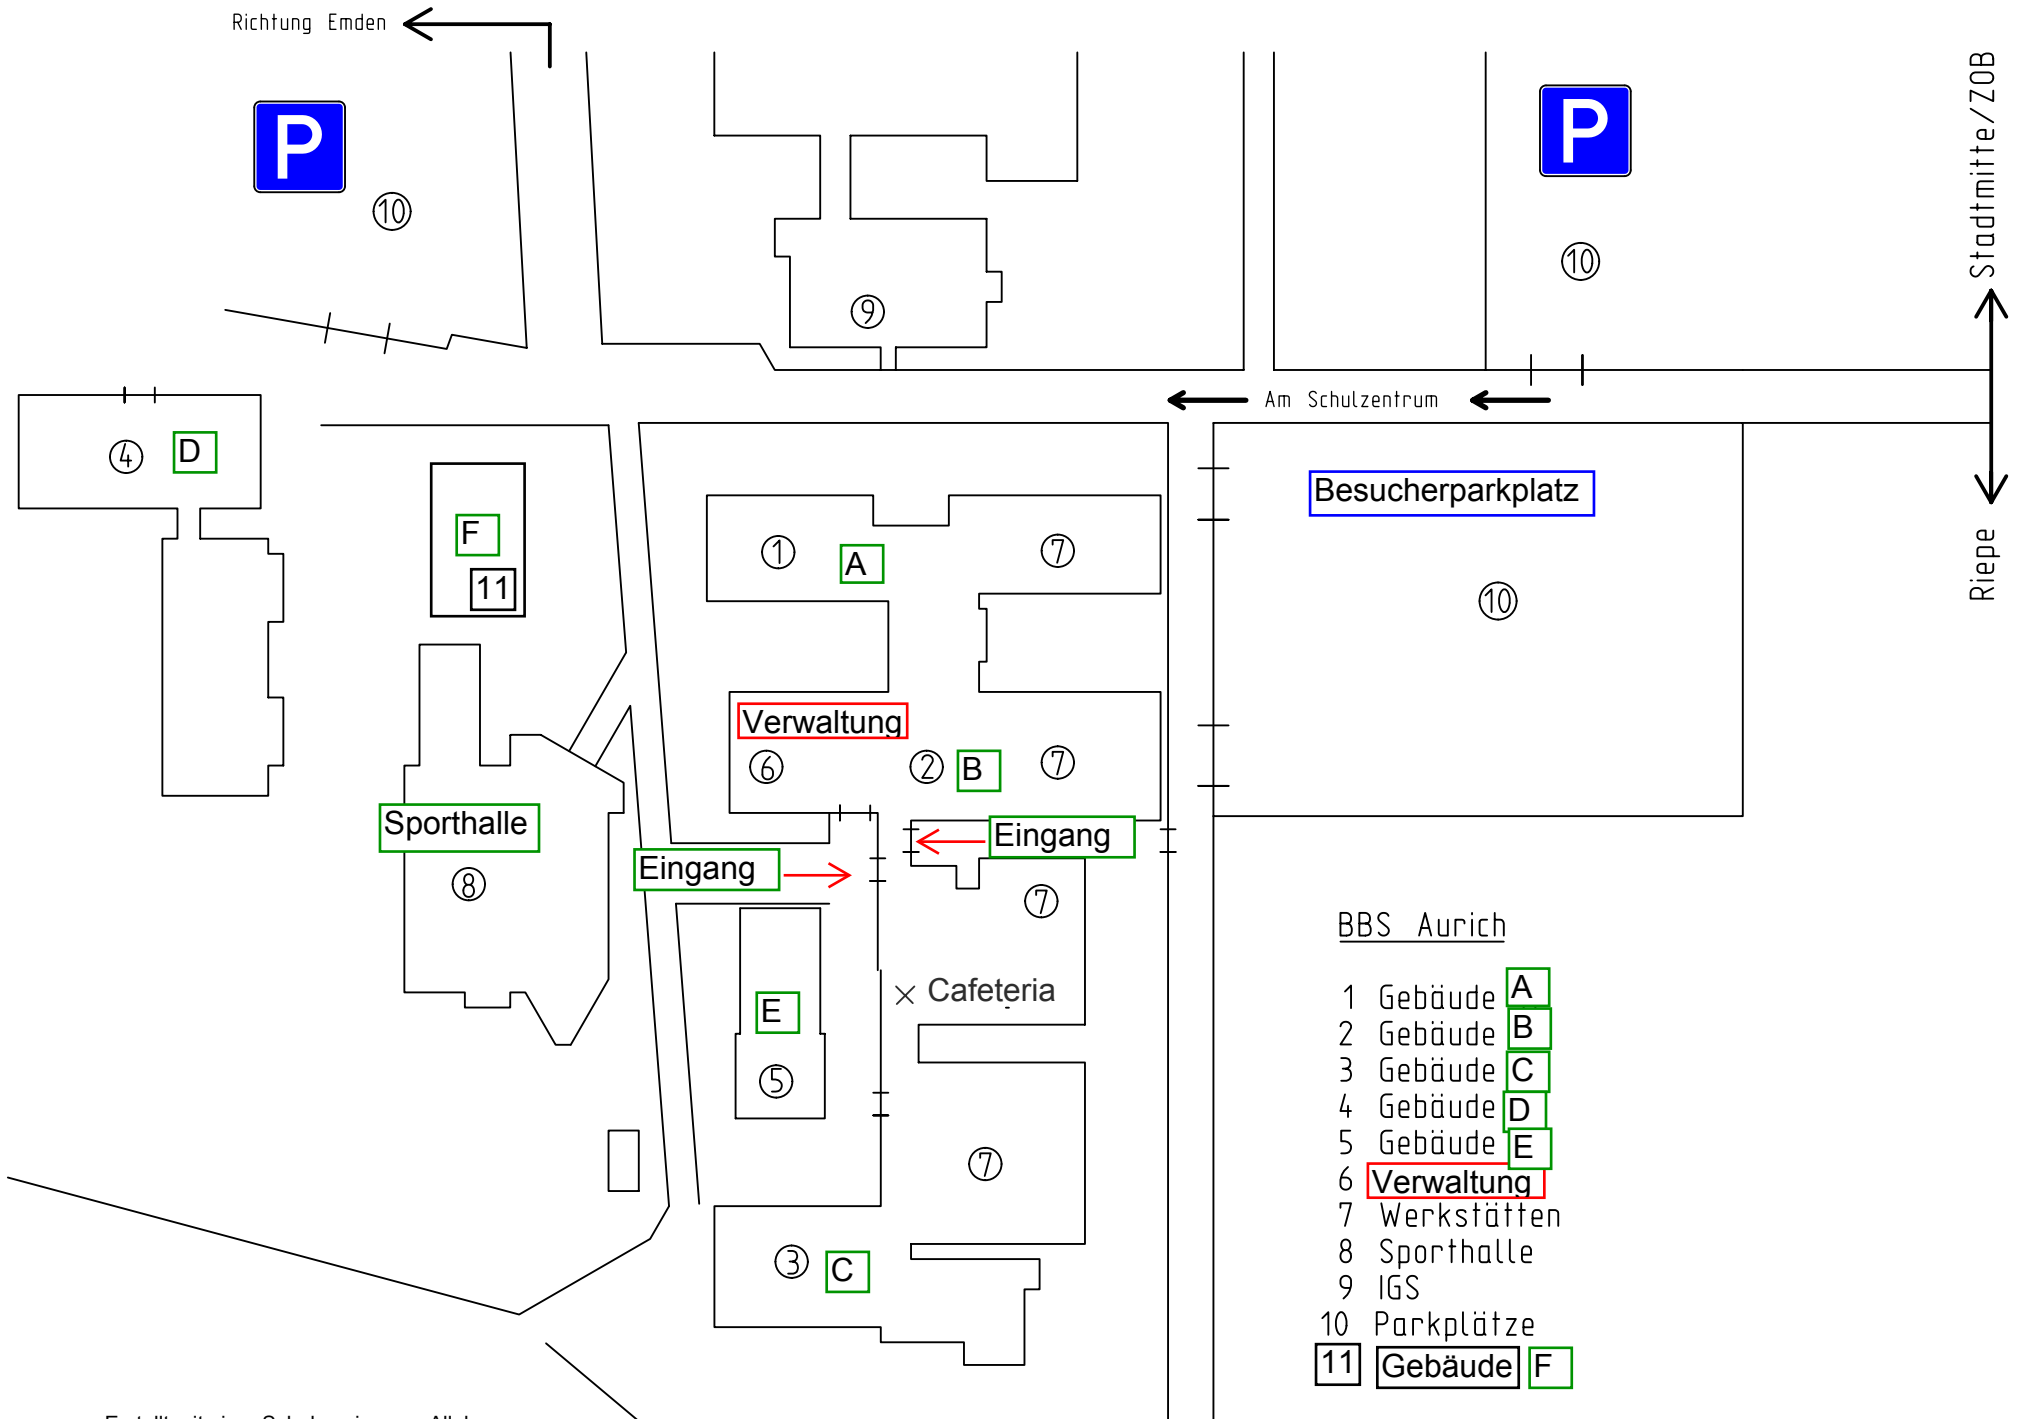 Richtung Emden
P
P
Stadtmitte/ZOB
10
10
9
Am Schulzentrum
4 D
Besucherparkplatz
F
11
1 A 7
Riepe
10
Verwaltung
6 2 B 7
Sporthalle
Eingang
Eingang
8
7
BBS Aurich
Cafeteria
E
5
7
3 C
1 Gebäude A
2 Gebäude B
3 Gebäude C
4 Gebäude D
5 Gebäude E
6 Verwaltung
7 Werkstätten
8 Sporthalle
9 IGS
10 Parkplätze
11 Gebäude F